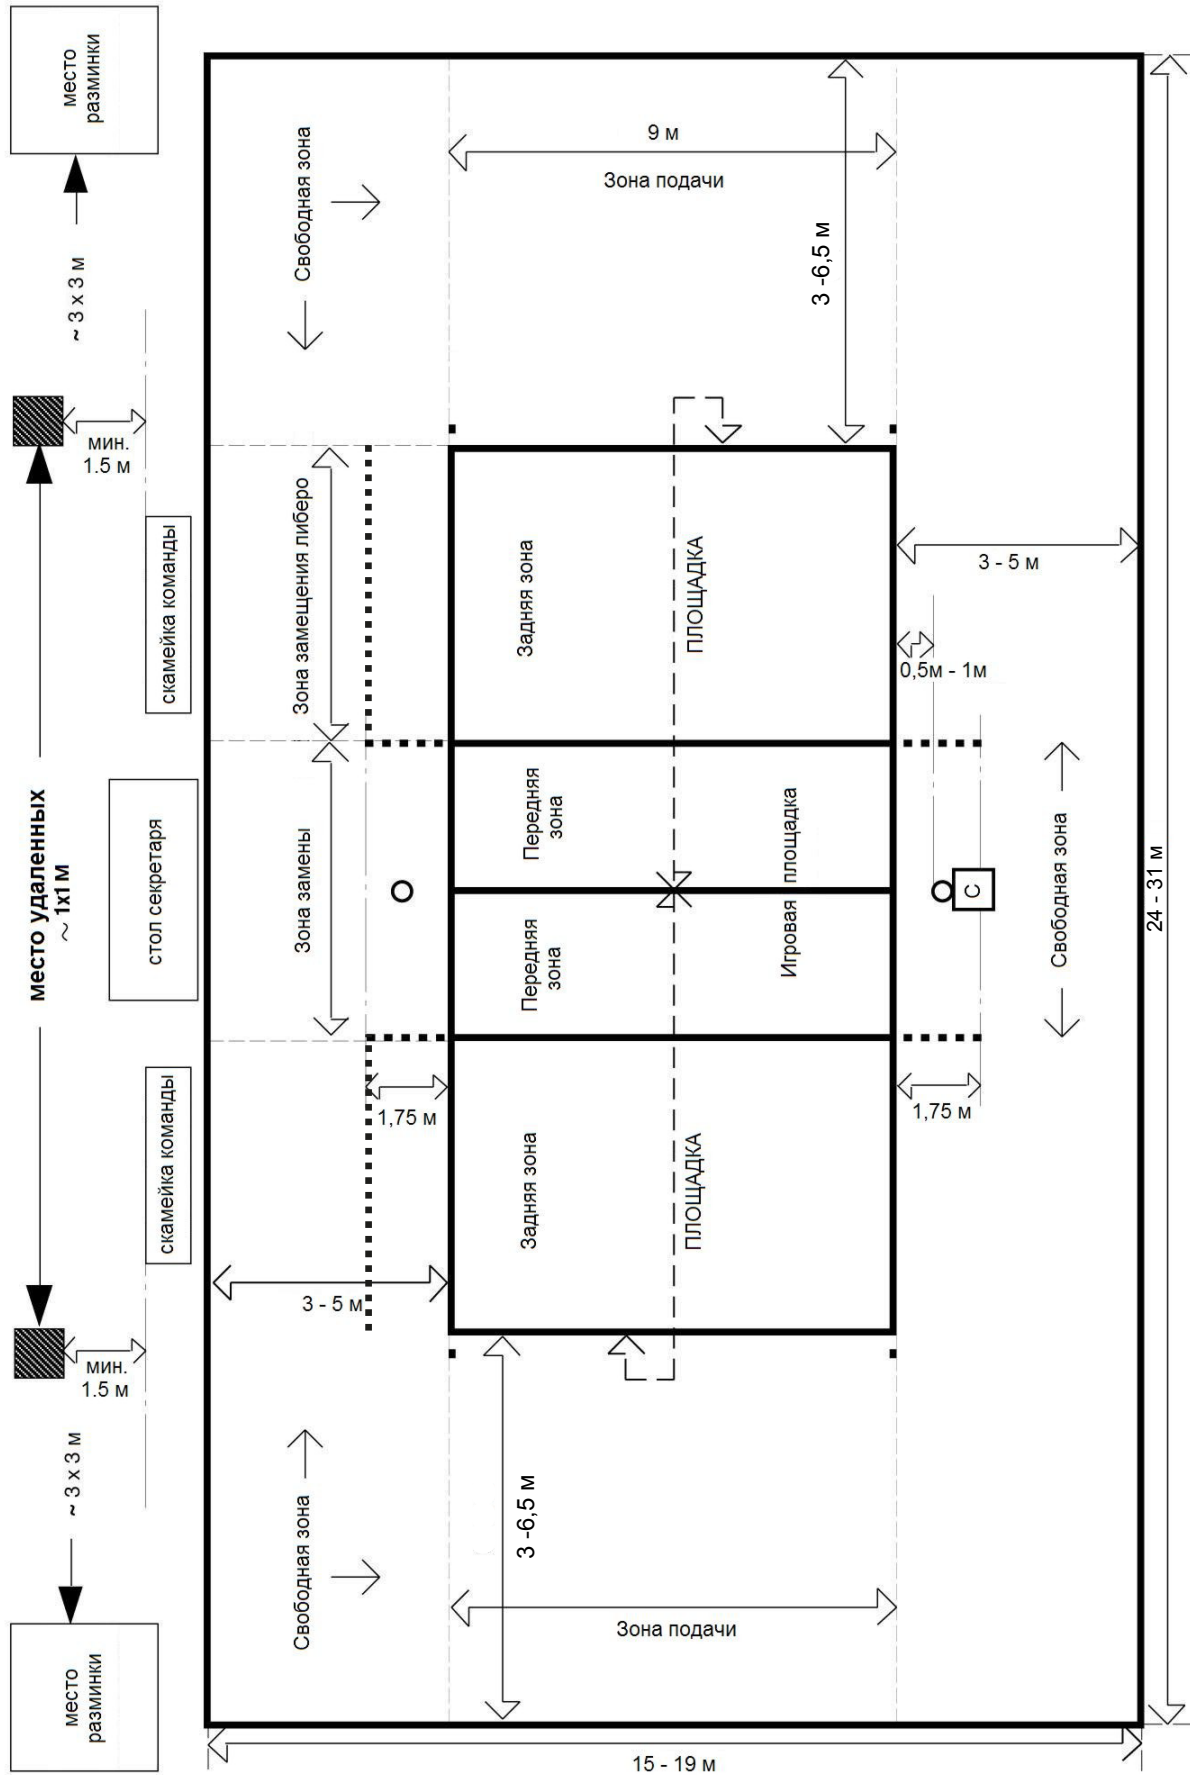 место
разминки
~ 3 x 3 м
мин.
1.5 м
место удаленных
~ 1x1 м
скамейка команды
стол секретаря
скамейка команды
мин.
1.5 м
~ 3 x 3 м
место
разминки
Свободная зона
9 м
Зона подачи
3 -6,5 м
Зона замещения либеро
Задняя зона
ПЛОЩАДКА
3 - 5 м
0,5м - 1м
Зона замены
Передняя
зона
Игровая площадка
Передняя
зона
С
Свободная зона
24 - 31 м
1,75 м
1,75 м
Задняя зона
ПЛОЩАДКА
3 - 5 м
Свободная зона
3 -6,5 м
Зона подачи
15 - 19 м